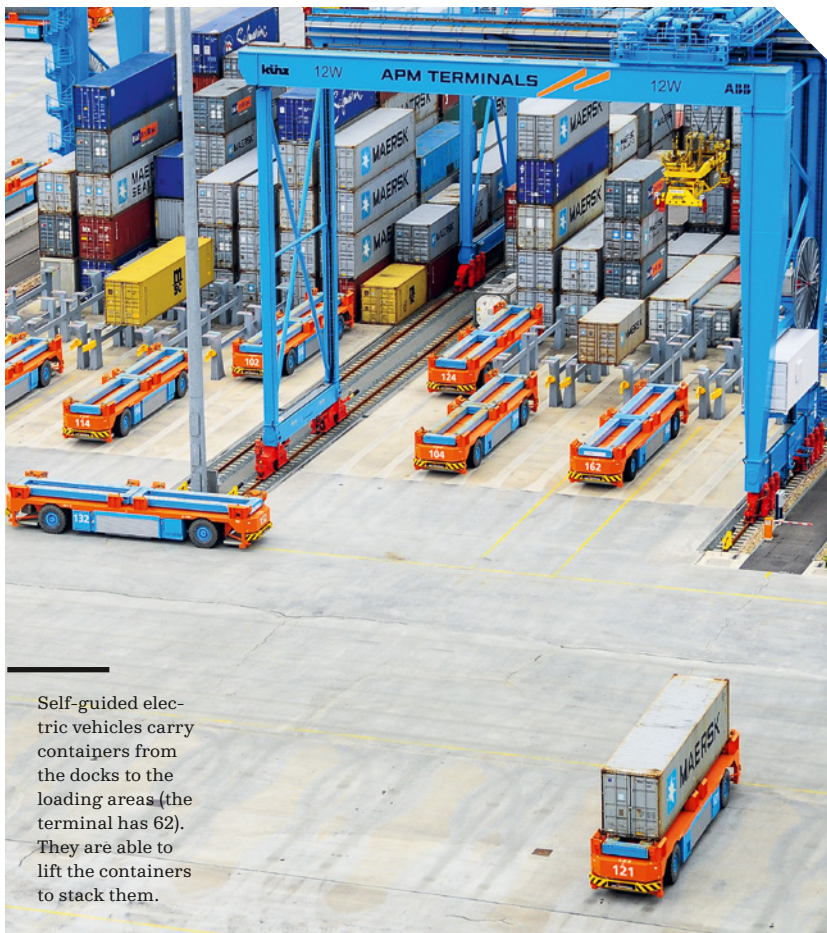 künz 12W APM TERMINALS 12W ABB
MAERSK
MAERSK
MAERSK
MAERSK
MAERSK
MAERSK
MAERSK
102
124
114
104
162
132
MAERSK
121
Self-guided elec-
tric vehicles carry
containers from
the docks to the
loading areas (the
terminal has 62).
They are able to
lift the containers
to stack them.